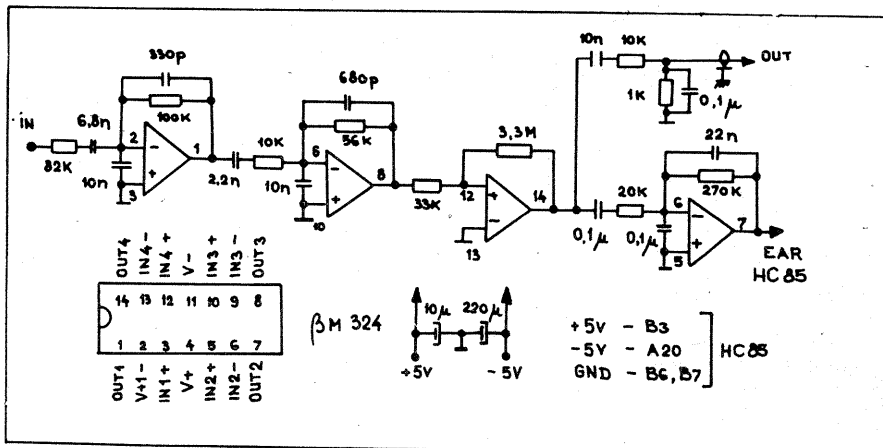 330p
100K
iN
82K
6,8n
10n
2
3
1
2,2n
10K
10n
680p
56K
6
10
8
33K
3,3M
12
13
14
10n
10K
OUT
1K
0,1µ
0,1µ
20K
0,1µ
22n
270K
6
5
7
EAR
HC 85
OUT4
IN4-
IN4+
V-
IN3+
IN3-
OUT3
14 13 12 11 10 9 8
1 2 3 4 5 6 7
OUT1
V+1-
IN1+
V+
IN2+
IN2-
OUT2
βM 324
10µ
220µ
+5V
-5V
+5V - B3
-5V - A20
GND - B6, B7
HC85